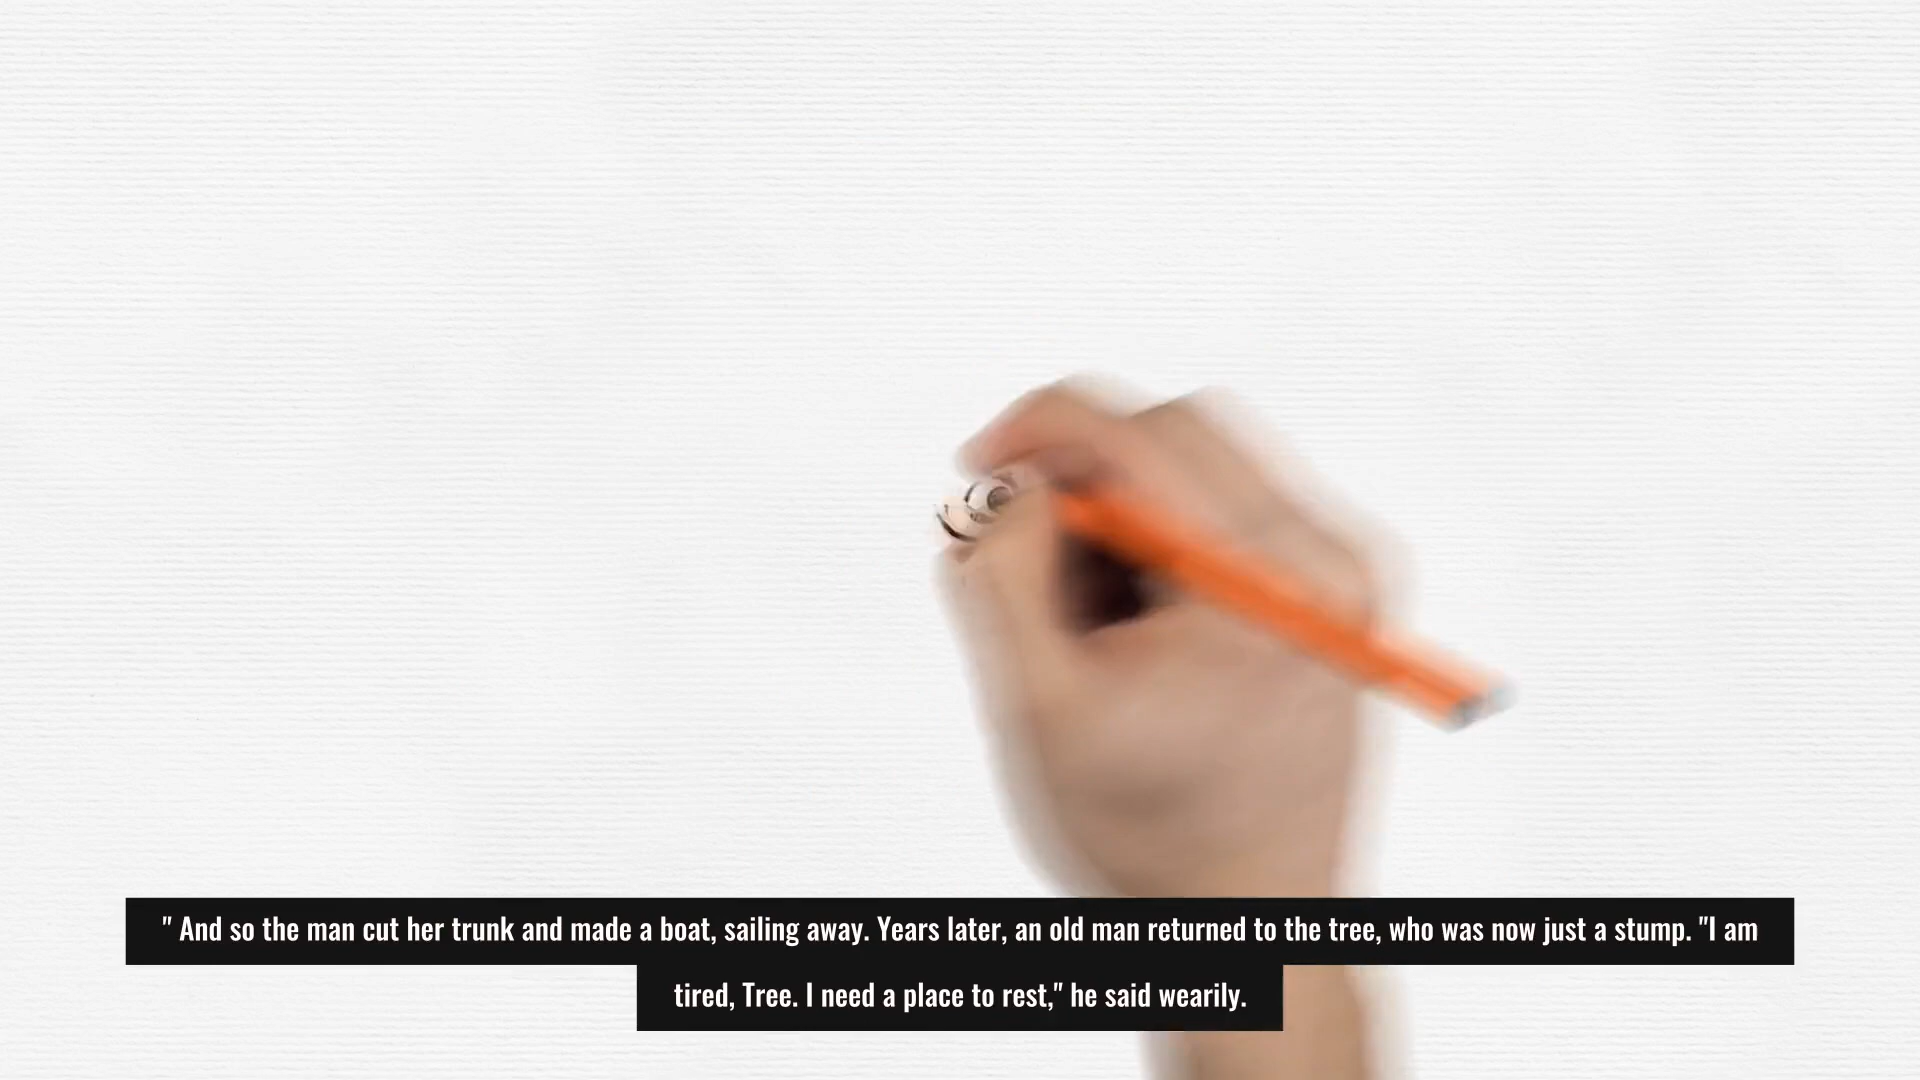 " And so the man cut her trunk and made a boat, sailing away. Years later, an old man returned to the tree, who was now just a stump. "I am
tired, Tree. I need a place to rest," he said wearily.